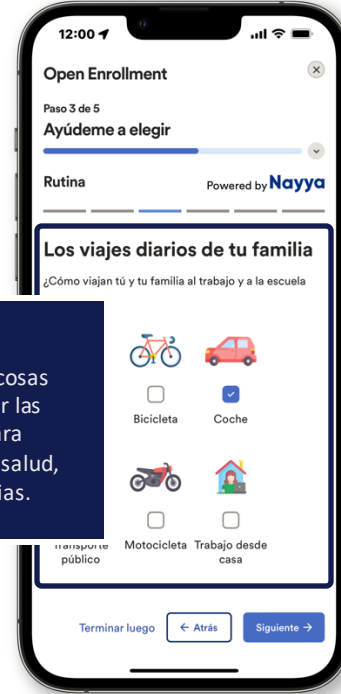 12:00
Open Enrollment
Paso 3 de 5
Ayúdeme a elegir
Rutina
Powered by Nayya
Los viajes diarios de tu familia
¿Cómo viajan tú y tu familia al trabajo y a la escuela
cosas
r las
ara
salud,
ias.
Bicicleta
Coche
Transporte público
Motocicleta
Trabajo desde
casa
Terminar luego
← Atrás
Siguiente →